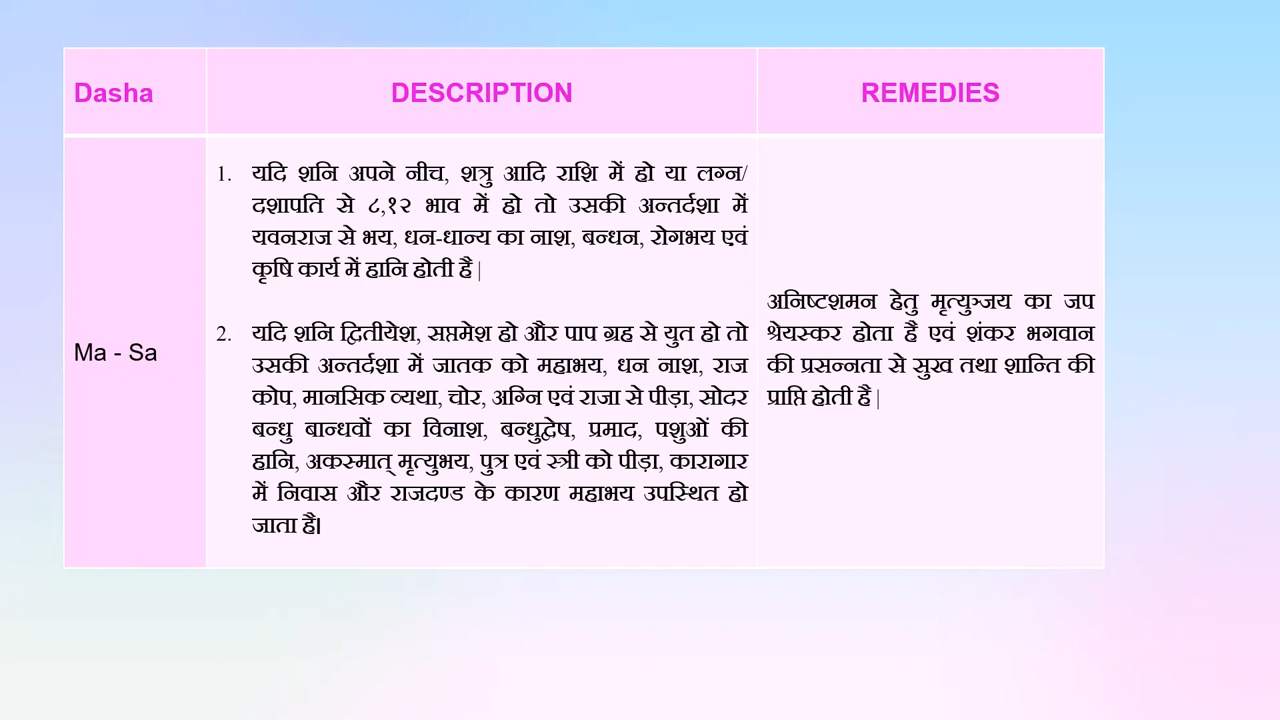 Dasha
DESCRIPTION
REMEDIES
Ma - Sa
1. यदि शनि अपने नीच, शत्रु आदि राशि में हो या लग्न/
दशापति से ८,१२ भाव में हो तो उसकी अन्तर्दशा में
यवनराज से भय, धन-धान्य का नाश, बन्धन, रोगभय एवं
कृषि कार्य में हानि होती है |
2. यदि शनि द्वितीयेश, सप्तमेश हो और पाप ग्रह से युत हो तो
उसकी अन्तर्दशा में जातक को महाभय, धन नाश, राज
कोप, मानसिक व्यथा, चोर, अग्नि एवं राजा से पीड़ा, सोदर
बन्धु बान्धवों का विनाश, बन्धुद्वेष, प्रमाद, पशुओं की
हानि, अकस्मात् मृत्युभय, पुत्र एवं स्त्री को पीड़ा, कारागार
में निवास और राजदण्ड के कारण महाभय उपस्थित हो
जाता है।
अनिष्टशमन हेतु मृत्युञ्जय का जप
श्रेयस्कर होता है एवं शंकर भगवान
की प्रसन्नता से सुख तथा शान्ति की
प्राप्ति होती है |